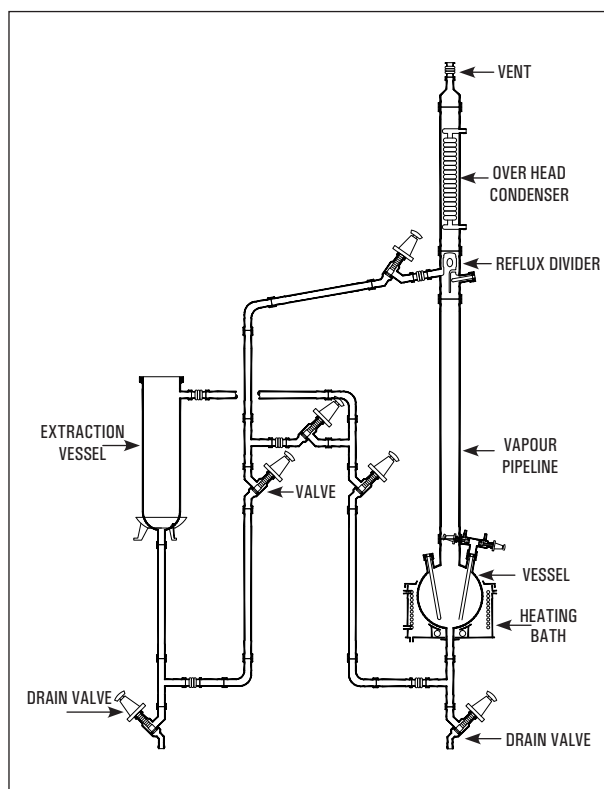 VENT
OVER HEAD
CONDENSER
REFLUX DIVIDER
EXTRACTION
VESSEL
VAPOUR
PIPELINE
VALVE
VESSEL
HEATING
BATH
DRAIN VALVE
DRAIN VALVE